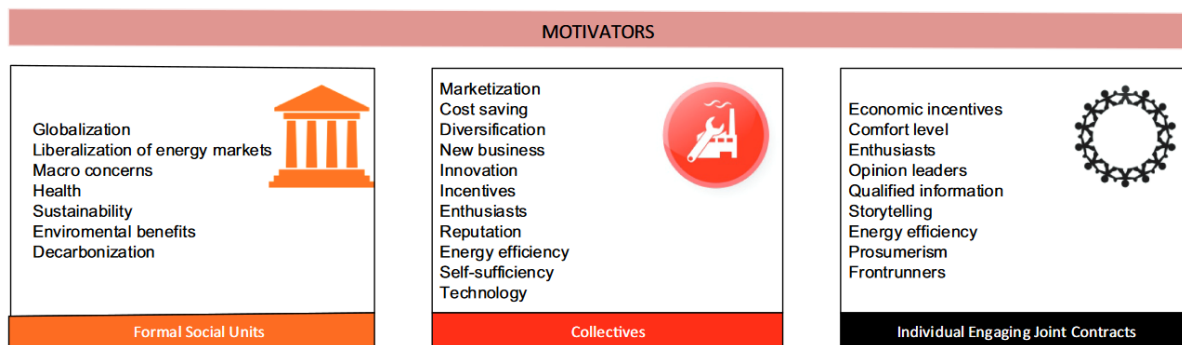 MOTIVATORS
Globalization
Liberalization of energy markets
Macro concerns
Health
Sustainability
Enviromental benefits
Decarbonization
Formal Social Units
Marketization
Cost saving
Diversification
New business
Innovation
Incentives
Enthusiasts
Reputation
Energy efficiency
Self-sufficiency
Technology
Collectives
Economic incentives
Comfort level
Enthusiasts
Opinion leaders
Qualified information
Storytelling
Energy efficiency
Prosumerism
Frontrunners
Individual Engaging Joint Contracts